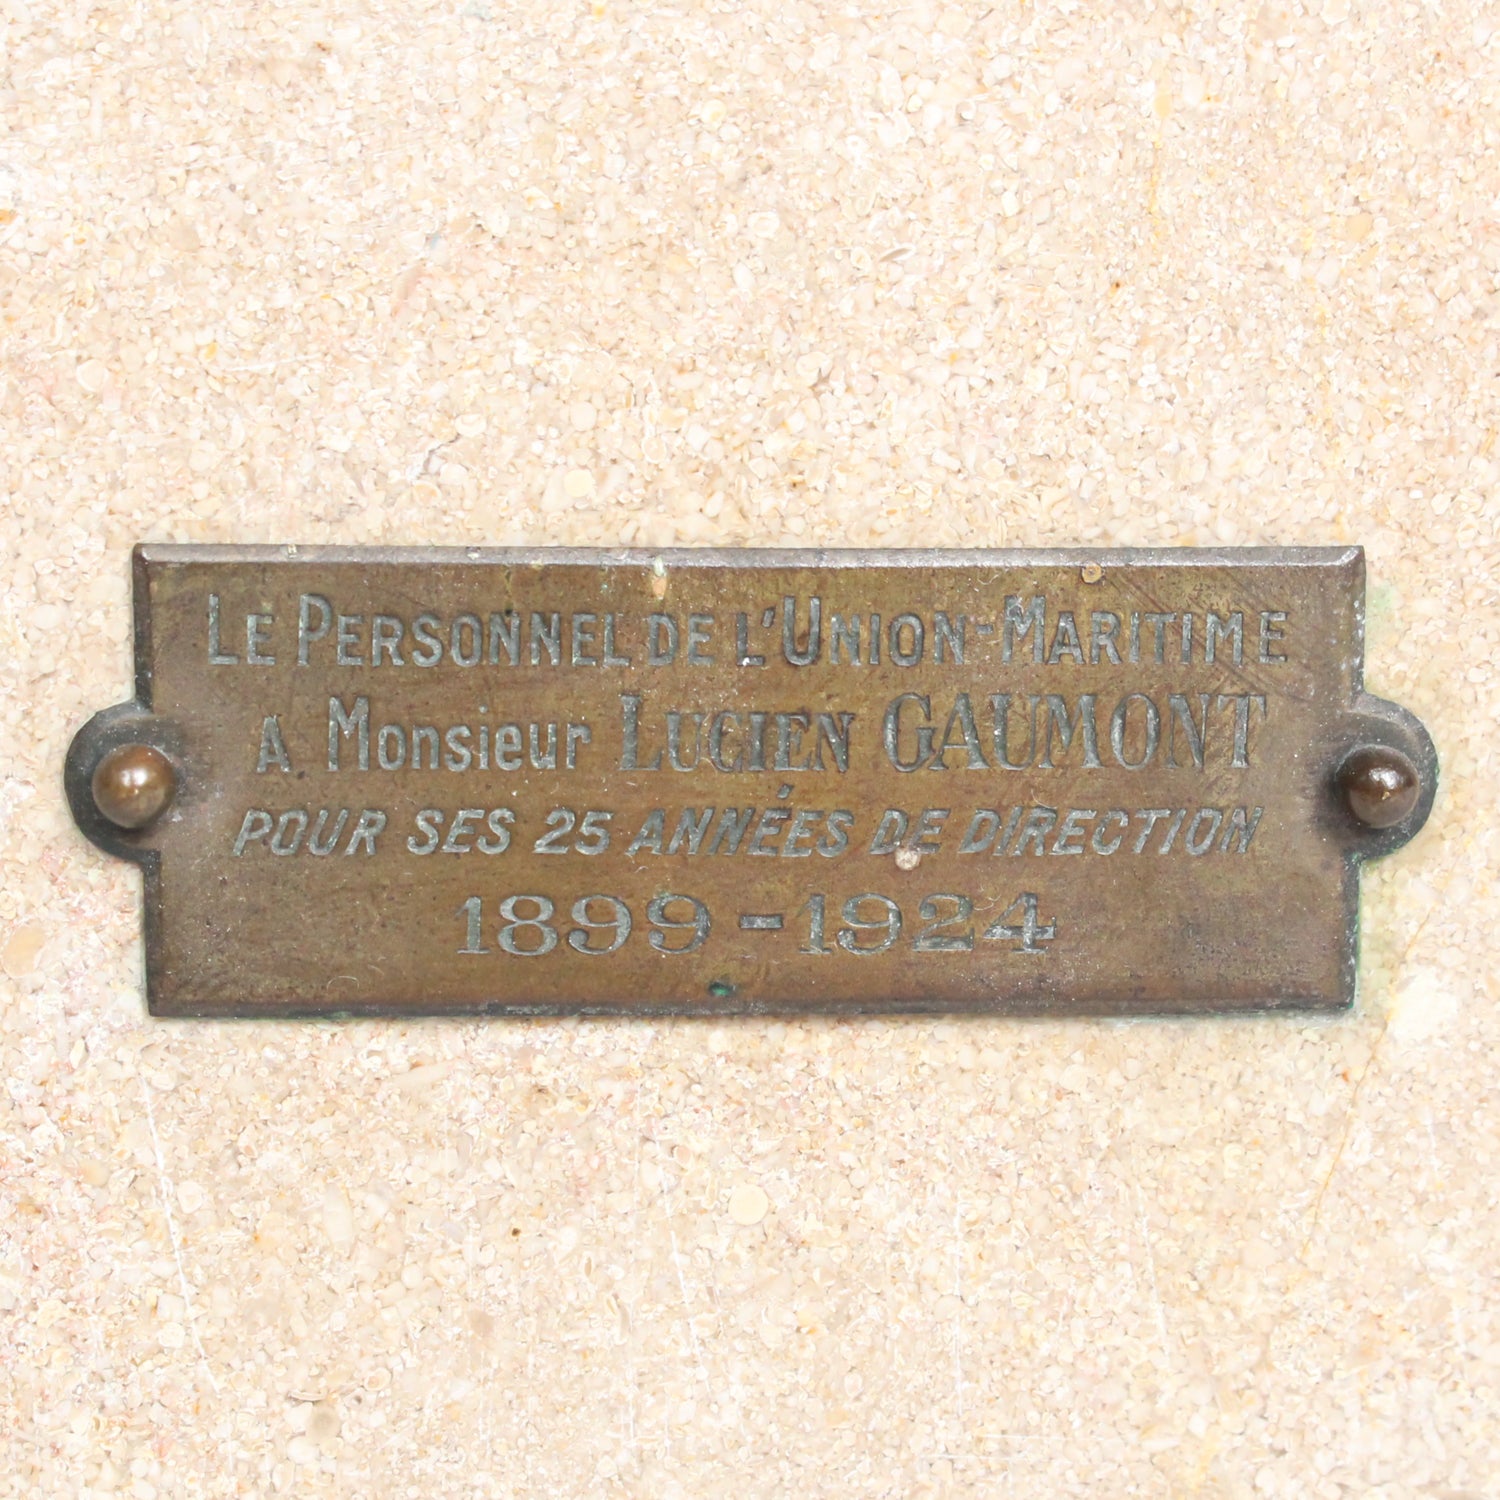 LE PERSONNEL DE L'UNION-MARITIME
A Monsieur LUCIEN GAUMONT
POUR SES 25 ANNÉES DE DIRECTION
1899-1924